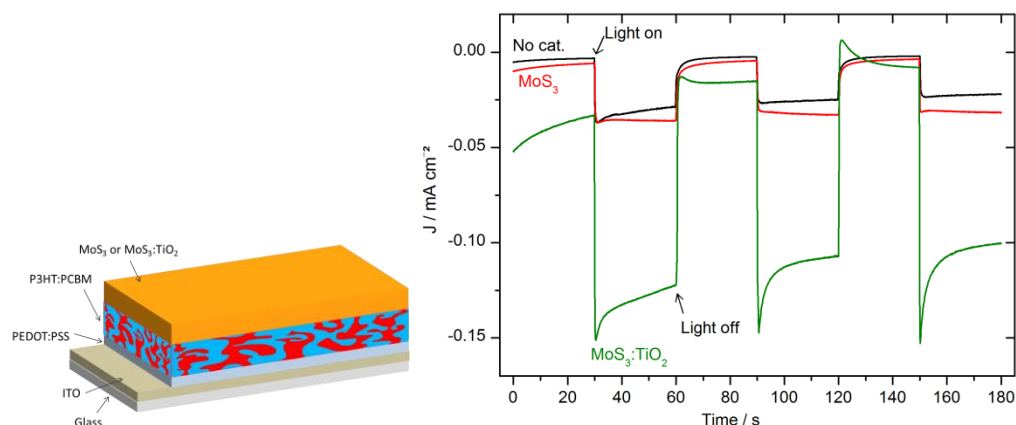 MoS₃ or MoS₃:TiO₂
P3HT:PCBM
PEDOT:PSS
ITO
Glass
J / mA cm⁻²
0.00
-0.05
-0.10
-0.15
No cat.
Light on
MoS₃
Light off
MoS₃:TiO₂
0 20 40 60 80 100 120 140 160 180
Time / s